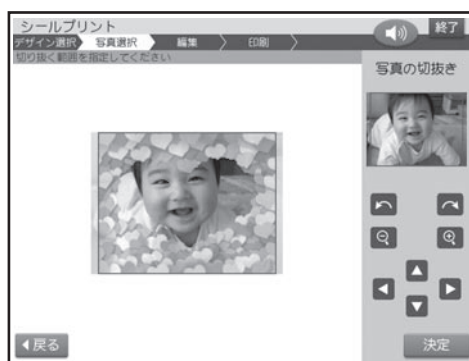 シールプリント
終了
デザイン選択 写真選択 編集 印刷
切り抜く範囲を指定してください
写真の切抜き
戻る
決定